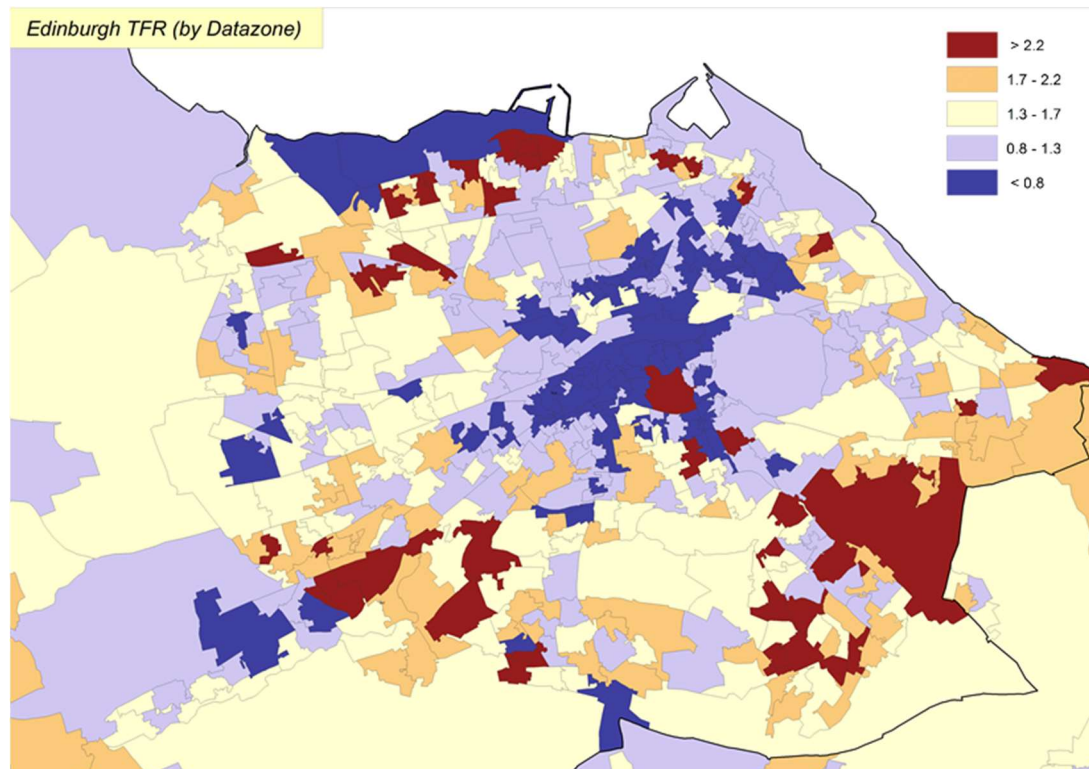 Edinburgh TFR (by Datazone)
> 2.2
1.7 - 2.2
1.3 - 1.7
0.8 - 1.3
< 0.8